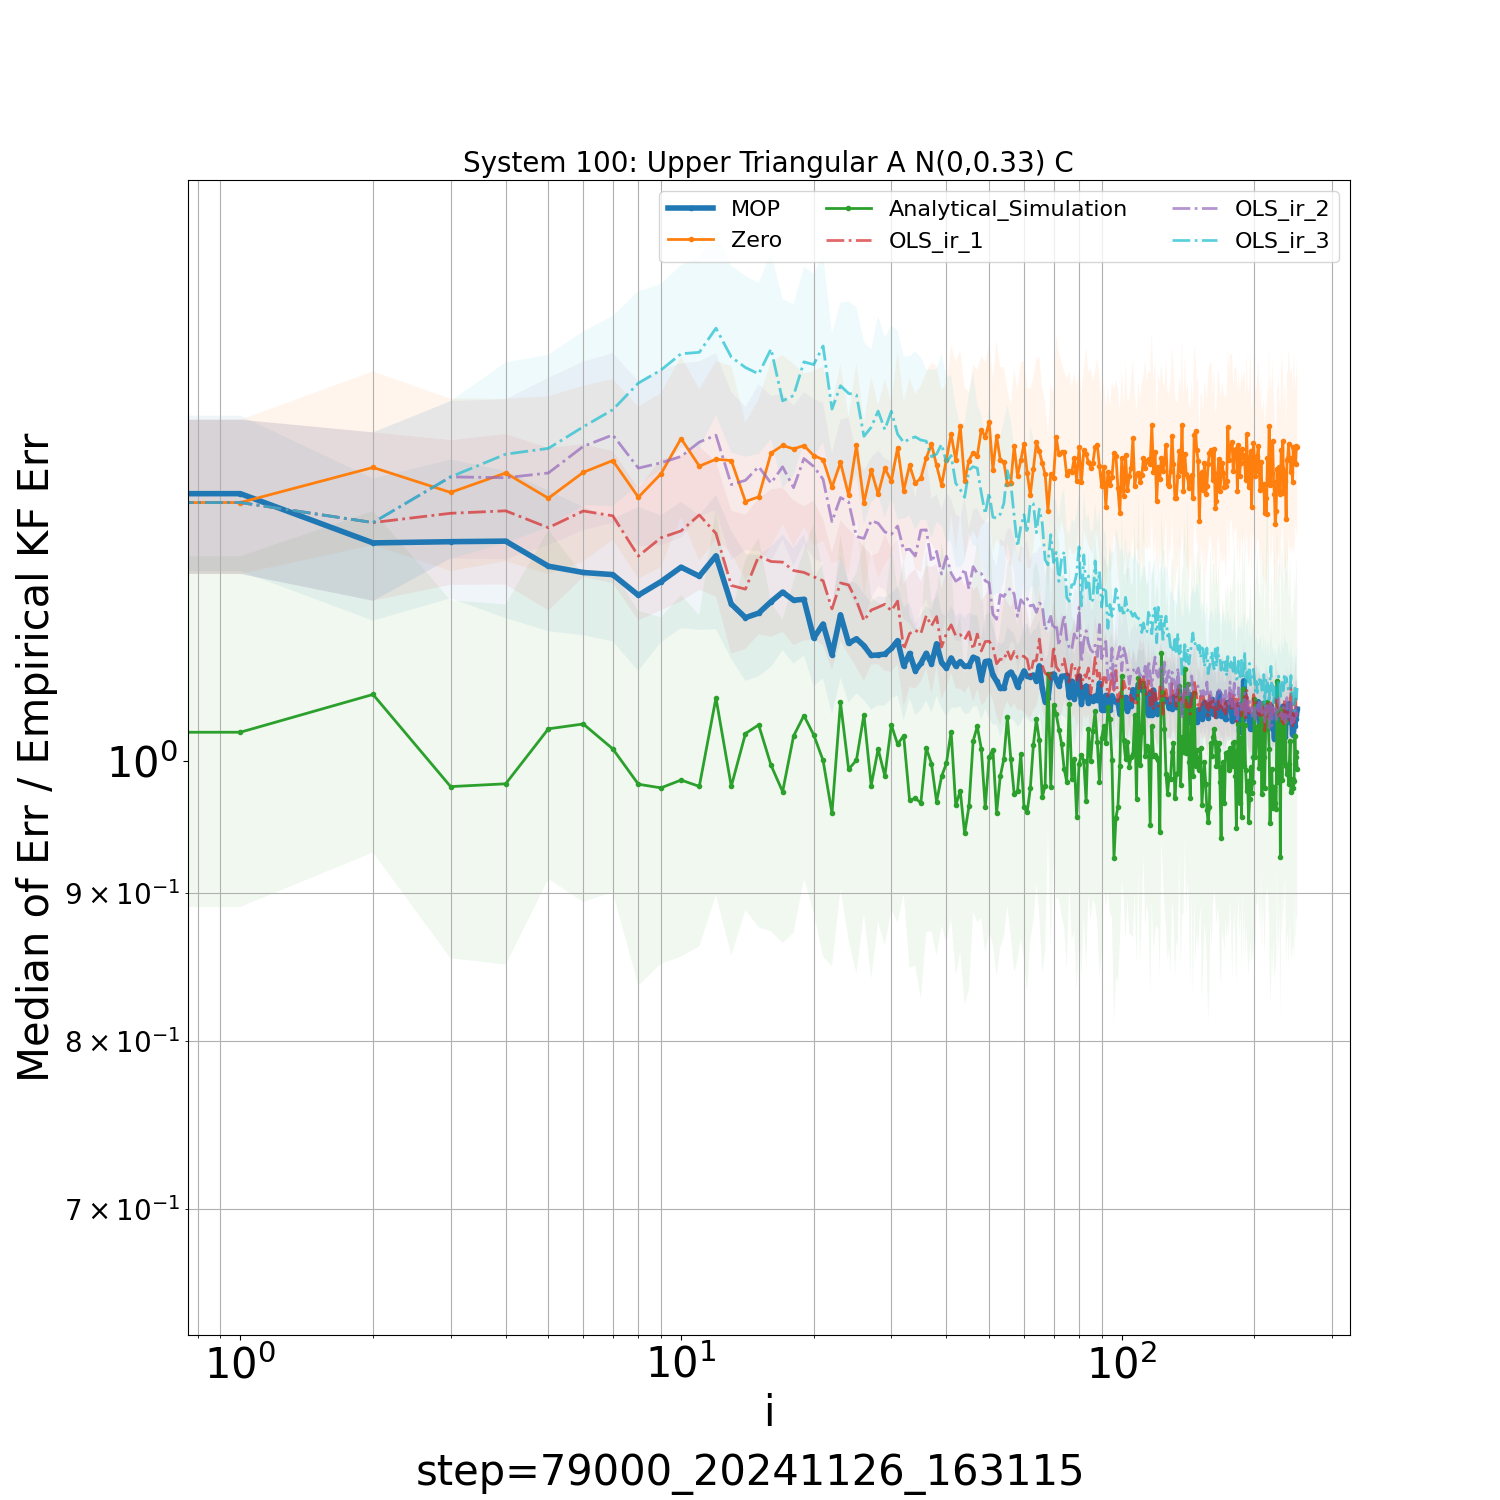 System 100: Upper Triangular A N(0,0.33) C
MOP
Zero
Analytical_Simulation
OLS_ir_1
OLS_ir_2
OLS_ir_3
Median of Err / Empirical KF Err
10⁰
9 × 10⁻¹
8 × 10⁻¹
7 × 10⁻¹
10⁰
10¹
10²
i
step=79000_20241126_163115